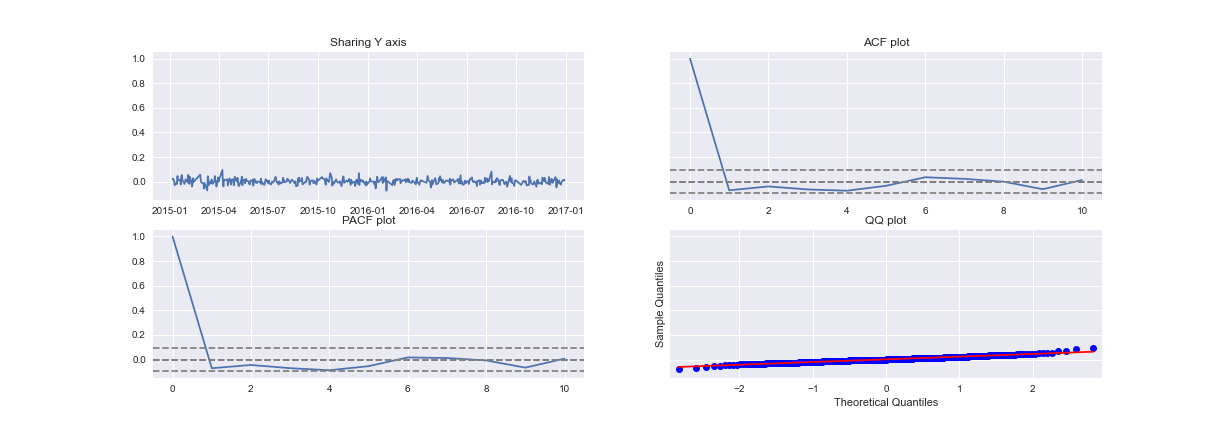 Sharing Y axis
1.0
0.8
0.6
0.4
0.2
0.0
2015-01 2015-04 2015-07 2015-10 2016-01 2016-04 2016-07 2016-10 2017-01
ACF plot
0 2 4 6 8 10
PACF plot
1.0
0.8
0.6
0.4
0.2
0.0
0 2 4 6 8 10
QQ plot
Sample Quantiles
−2 −1 0 1 2
Theoretical Quantiles